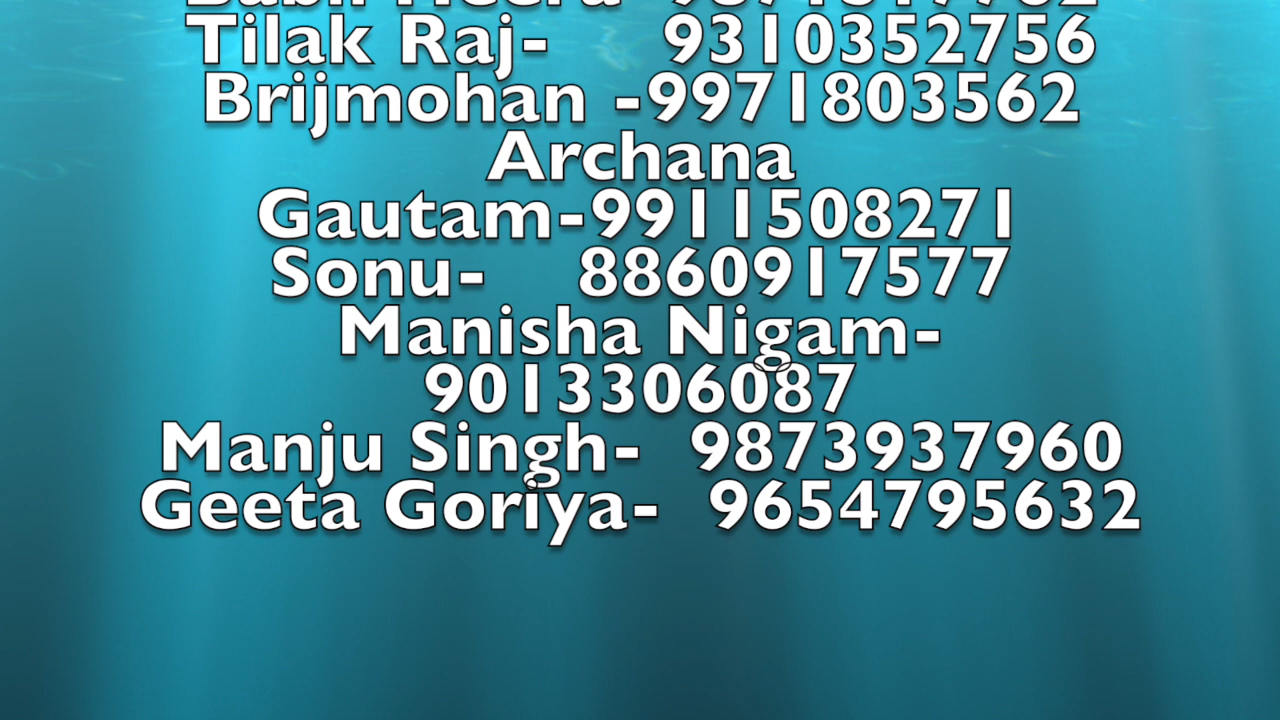 Tilak Raj- 9310352756
Brijmohan -9971803562
Archana
Gautam-9911508271
Sonu- 8860917577
Manisha Nigam-
9013306087
Manju Singh- 9873937960
Geeta Goriya- 9654795632